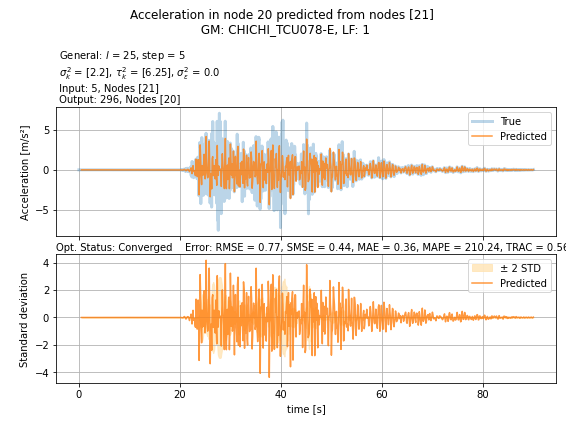 Acceleration in node 20 predicted from nodes [21]
GM: CHICHI_TCU078-E, LF: 1
General: l = 25, step = 5
σ²ₖ = [2.2], τ²ₖ = [6.25], σ²ε = 0.0
Input: 5, Nodes [21]
Output: 296, Nodes [20]
True
Predicted
Acceleration [m/s²]
5
0
−5
Opt. Status: Converged Error: RMSE = 0.77, SMSE = 0.44, MAE = 0.36, MAPE = 210.24, TRAC = 0.56
± 2 STD
Predicted
Standard deviation
4
2
0
−2
−4
0 20 40 60 80
time [s]